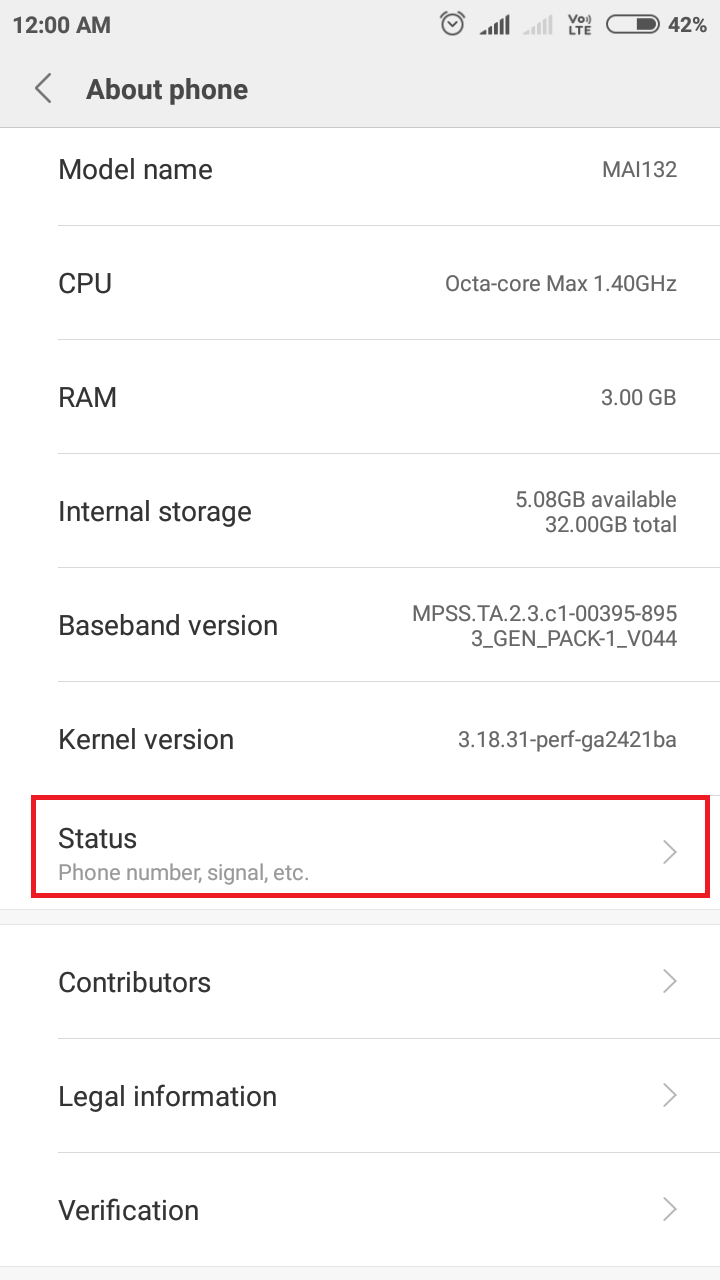 12:00 AM Vo) LTE 42%
About phone
Model name MAI132
CPU Octa-core Max 1.40GHz
RAM 3.00 GB
Internal storage 5.08GB available
32.00GB total
Baseband version MPSS.TA.2.3.c1-00395-895
3_GEN_PACK-1_V044
Kernel version 3.18.31-perf-ga2421ba
Status
Phone number, signal, etc.
Contributors
Legal information
Verification